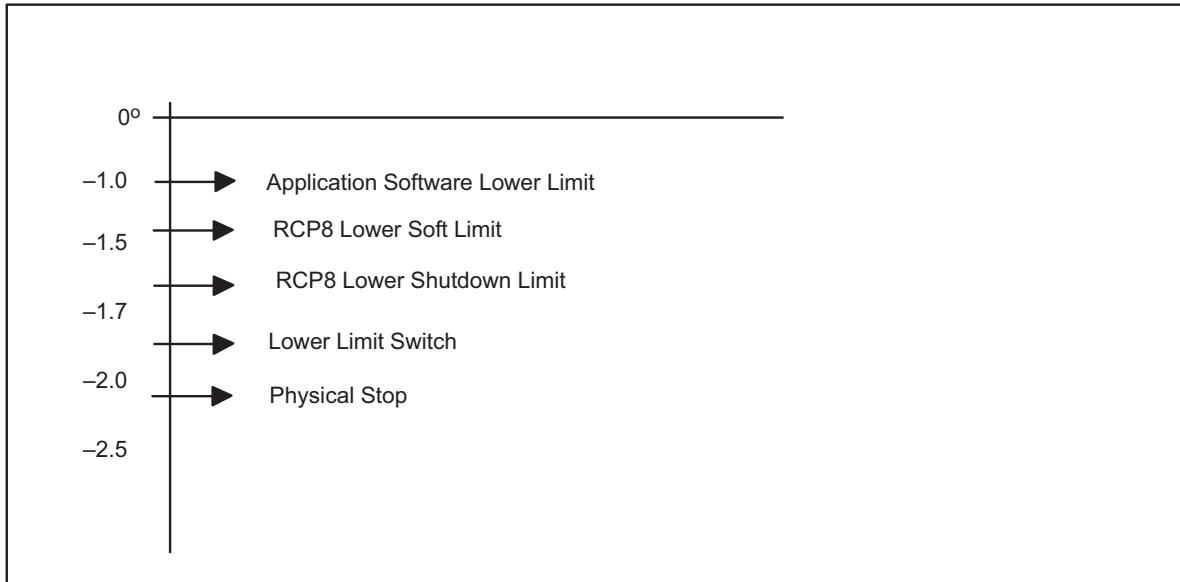 0º
–1.0 Application Software Lower Limit
RCP8 Lower Soft Limit
–1.5
RCP8 Lower Shutdown Limit
–1.7
Lower Limit Switch
–2.0
Physical Stop
–2.5